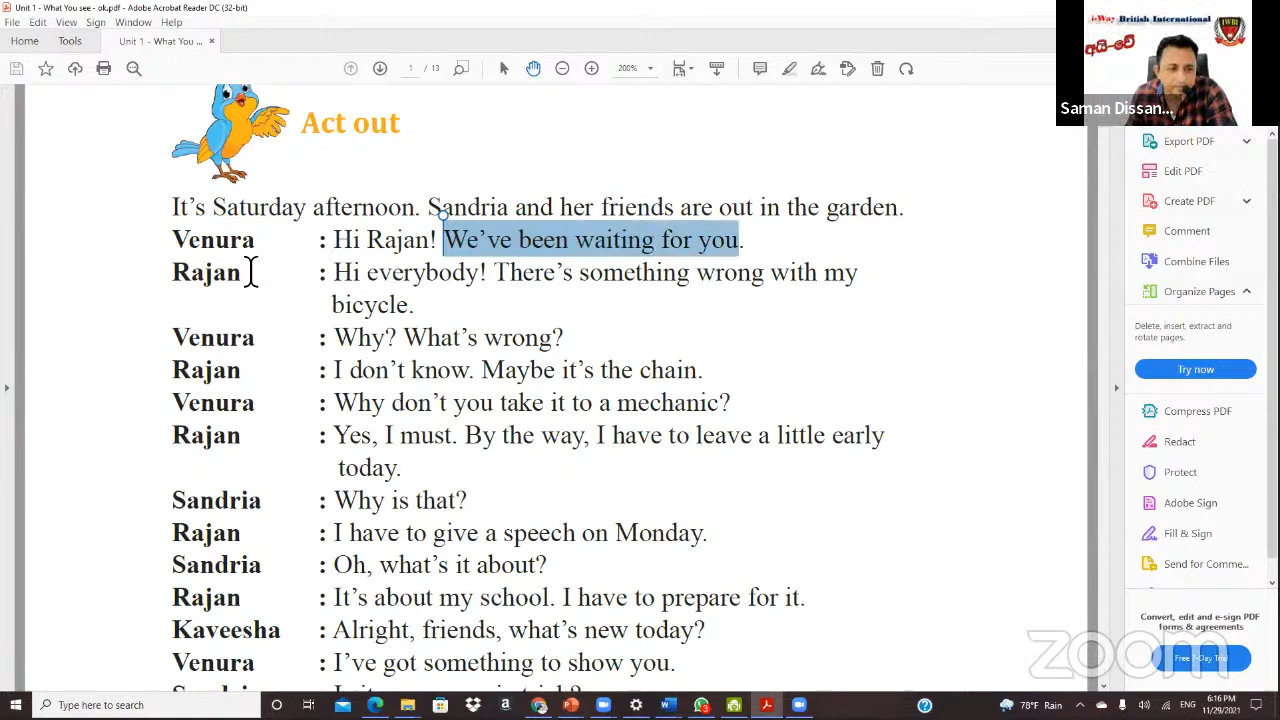 Unit 1 - What You see - ok.pdf - Adobe Acrobat Reader DC (32-bit)
File Edit View Sign Window Help
Home Tools Unit 1 - What You ... ×
1 / 13 200%
i-Way British International
IWBI
අයි-වේ
Saman Dissan...
Act out
It's Saturday afternoon. Sandria and her friends are out in the garden.
Venura : Hi Rajan! We've been waiting for you.
Rajan : Hi everybody! There's something wrong with my
bicycle.
Venura : Why? What's wrong?
Rajan : I don't know. Maybe it's the chain.
Venura : Why don't you take it to a mechanic?
Rajan : Yes, I must. By the way, I have to leave a little early
today.
Sandria : Why is that?
Rajan : I have to give a speech on Monday.
Sandria : Oh, what's it about?
Rajan : It's about my school. I have to prepare for it.
Kaveesha : Alright, friends, what's new today?
Venura : I've got something to show you.
Export PDF
Edit PDF
Create PDF
Comment
Combine Files
Organize Pages
Delete, insert, extract and
rotate pages.
Try now
Compress PDF
Redact
Protect
Adobe Sign
Fill & Sign
Send for Comme...
Convert, edit and e-sign PDF
forms & agreements
Free 7-Day Trial
zoom
Type here to search
78°F Rain
6:16 PM
11/29/2021